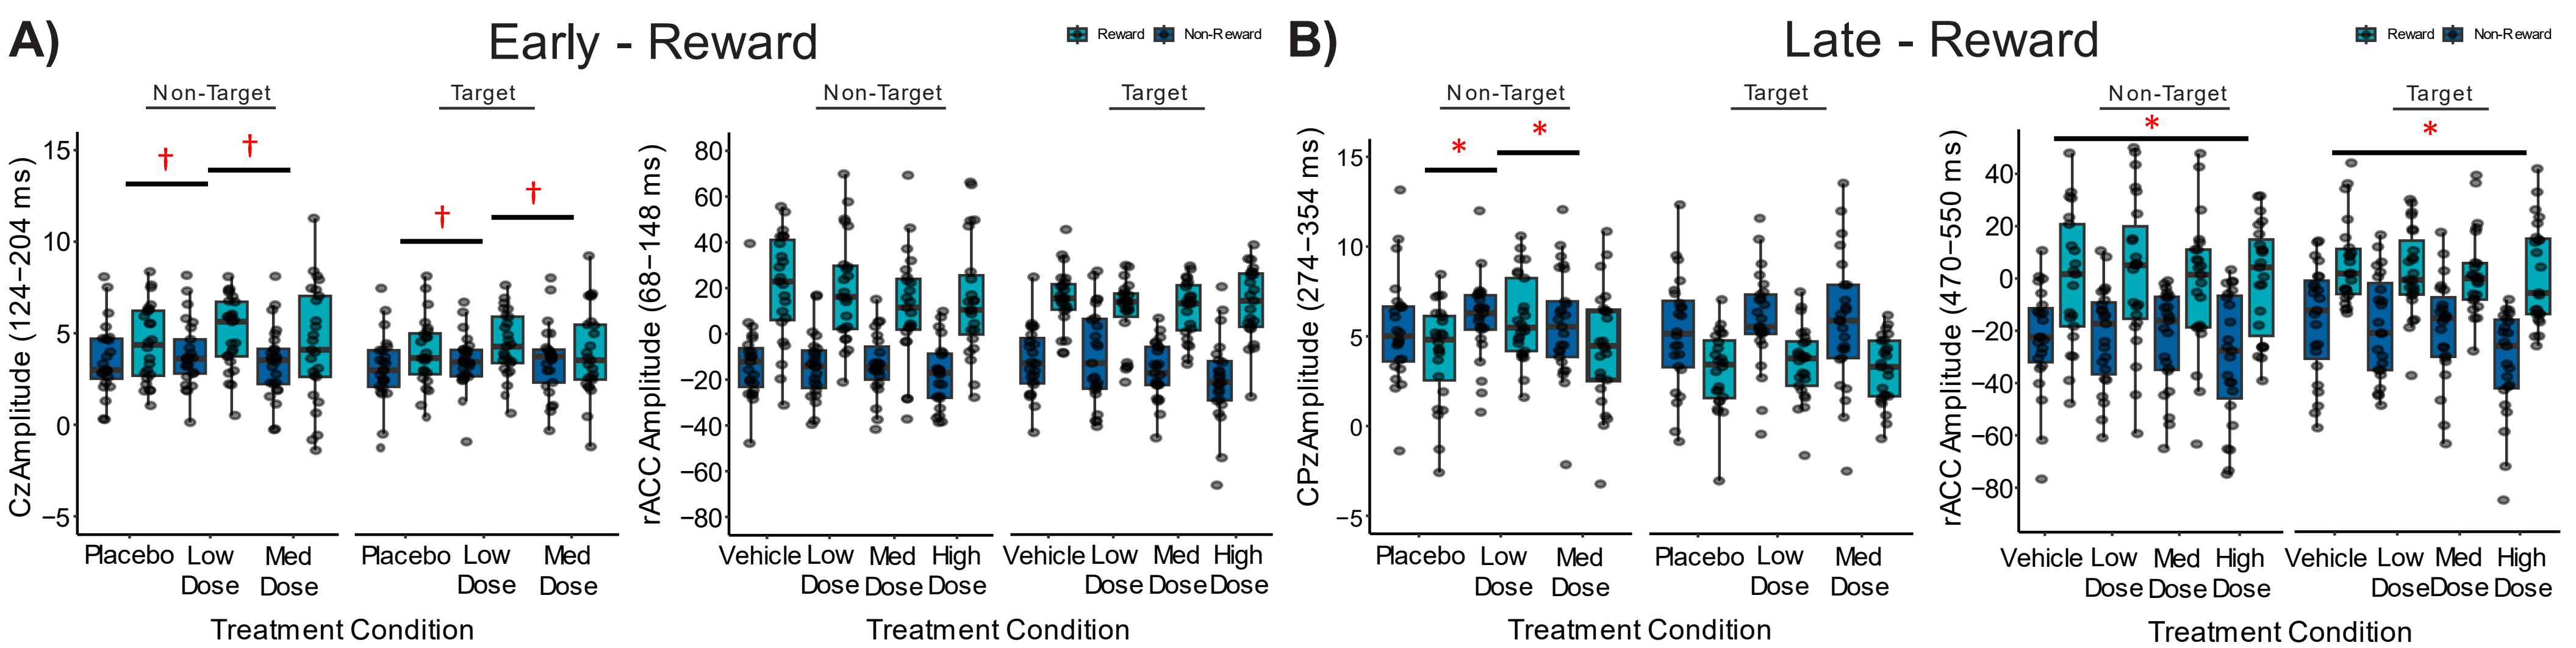 A)
Early - Reward
Reward
Non-Reward
Non-Target
Target
CzAmplitude (124−204 ms)
15
10
5
0
−5
†
†
†
†
Placebo
Low Dose
Med Dose
Placebo
Low Dose
Med Dose
Treatment Condition
Non-Target
Target
rACC Amplitude (68−148 ms)
80
60
40
20
0
−20
−40
−60
−80
Vehicle
Low Dose
Med Dose
High Dose
Vehicle
Low Dose
Med Dose
High Dose
Treatment Condition
B)
Late - Reward
Reward
Non-Reward
Non-Target
Target
CPz Amplitude (274−354 ms)
15
10
5
0
−5
*
*
Placebo
Low Dose
Med Dose
Placebo
Low Dose
Med Dose
Treatment Condition
Non-Target
Target
rACC Amplitude (470−550 ms)
40
20
0
−20
−40
−60
−80
*
*
Vehicle
Low Dose
Med Dose
High Dose
Vehicle
Low Dose
Med Dose
High Dose
Treatment Condition